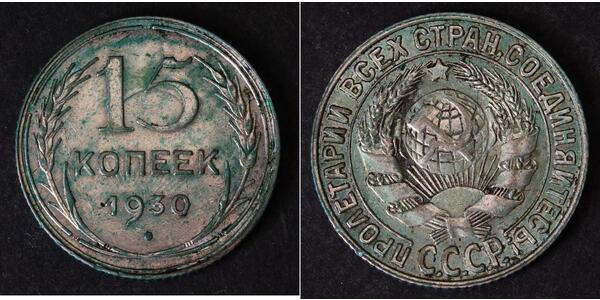 15
КОПЕЕК
1930
ПРОЛЕТАРИИ ВСЕХ СТРАН, СОЕДИНЯЙТЕСЬ!
С.С.С.Р.